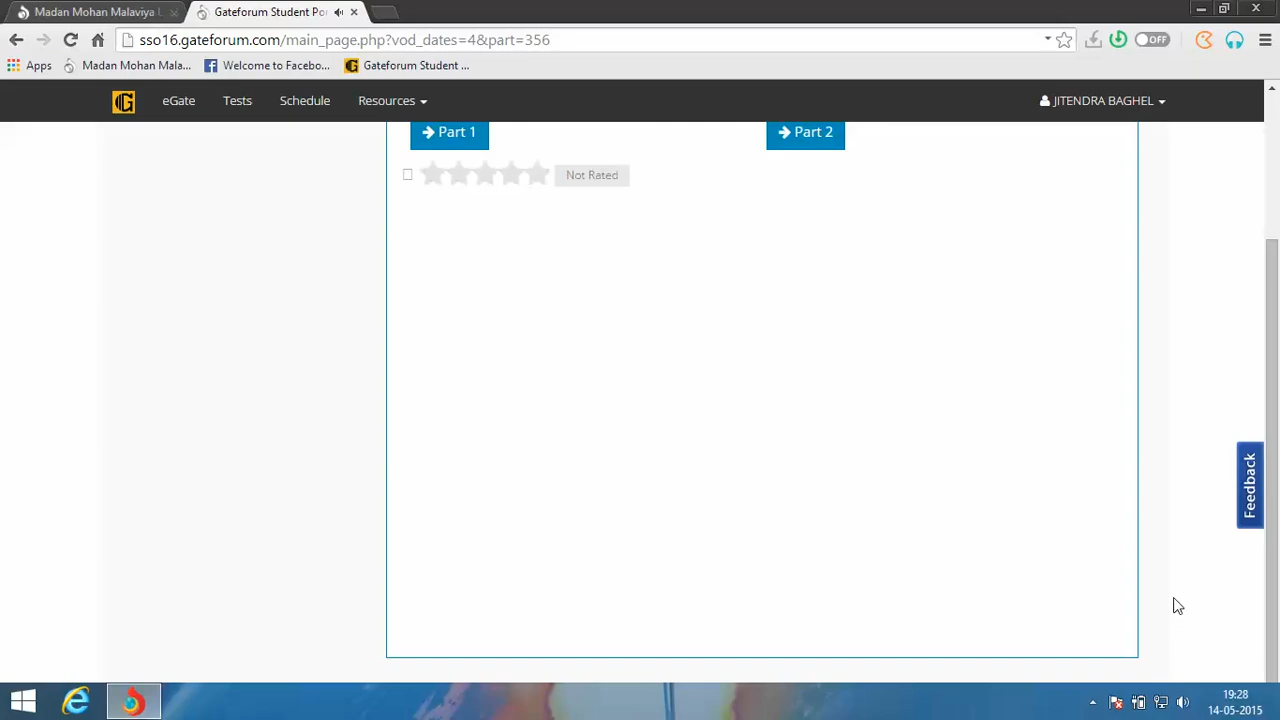 Madan Mohan Malaviya U
Gateforum Student Po
sso16.gateforum.com/main_page.php?vod_dates=4&part=356
OFF
Apps
Madan Mohan Mala...
Welcome to Facebo...
Gateforum Student ...
eGate
Tests
Schedule
Resources
JITENDRA BAGHEL
Part 1
Part 2
Not Rated
Feedback
19:28
14-05-2015